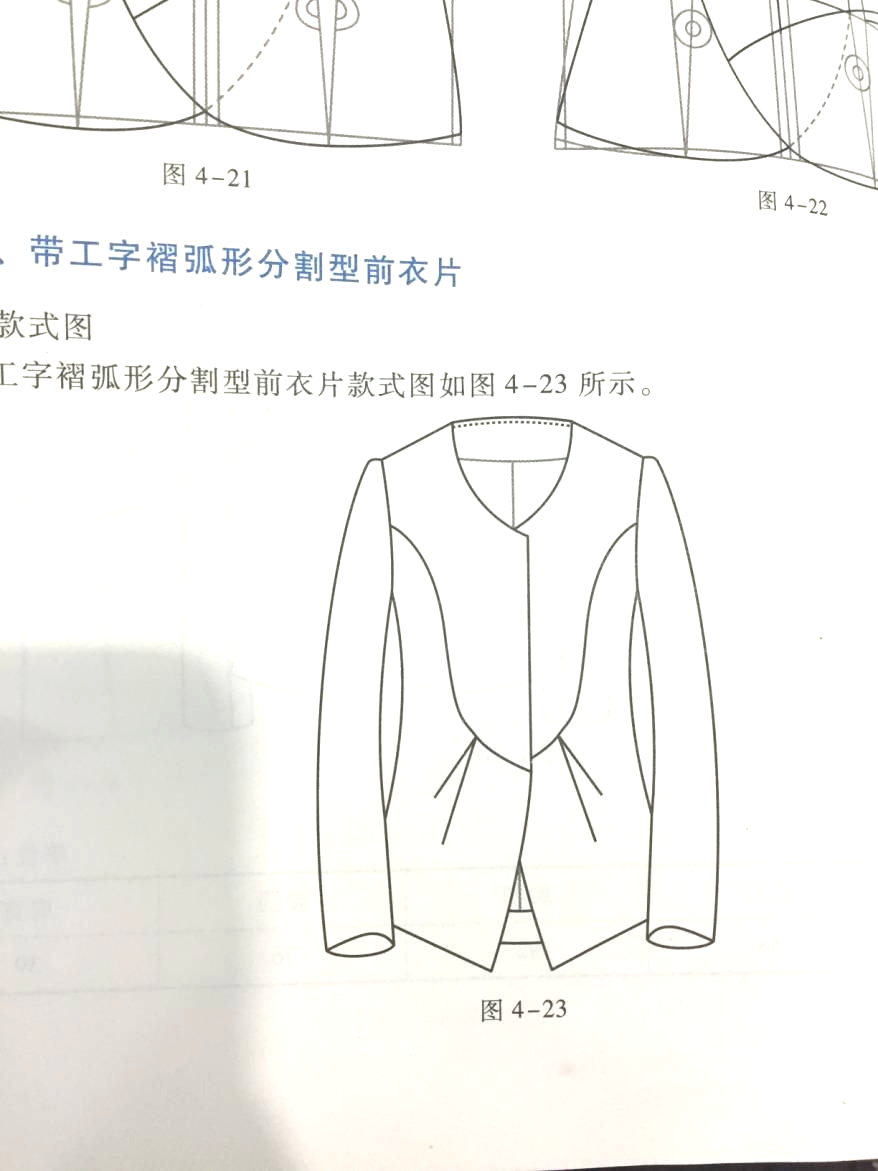 图 4-21
图 4-22
、带工字褶弧形分割型前衣片
款式图
工字褶弧形分割型前衣片款式图如图 4-23 所示。
图 4-23